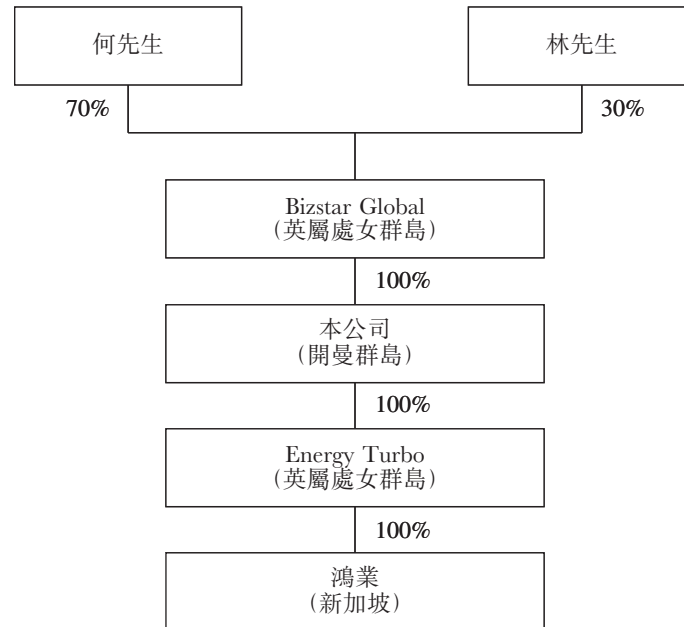 何先生
林先生
70%
30%
Bizstar Global
(英屬處女群島)
100%
本公司
(開曼群島)
100%
Energy Turbo
(英屬處女群島)
100%
鴻業
(新加坡)